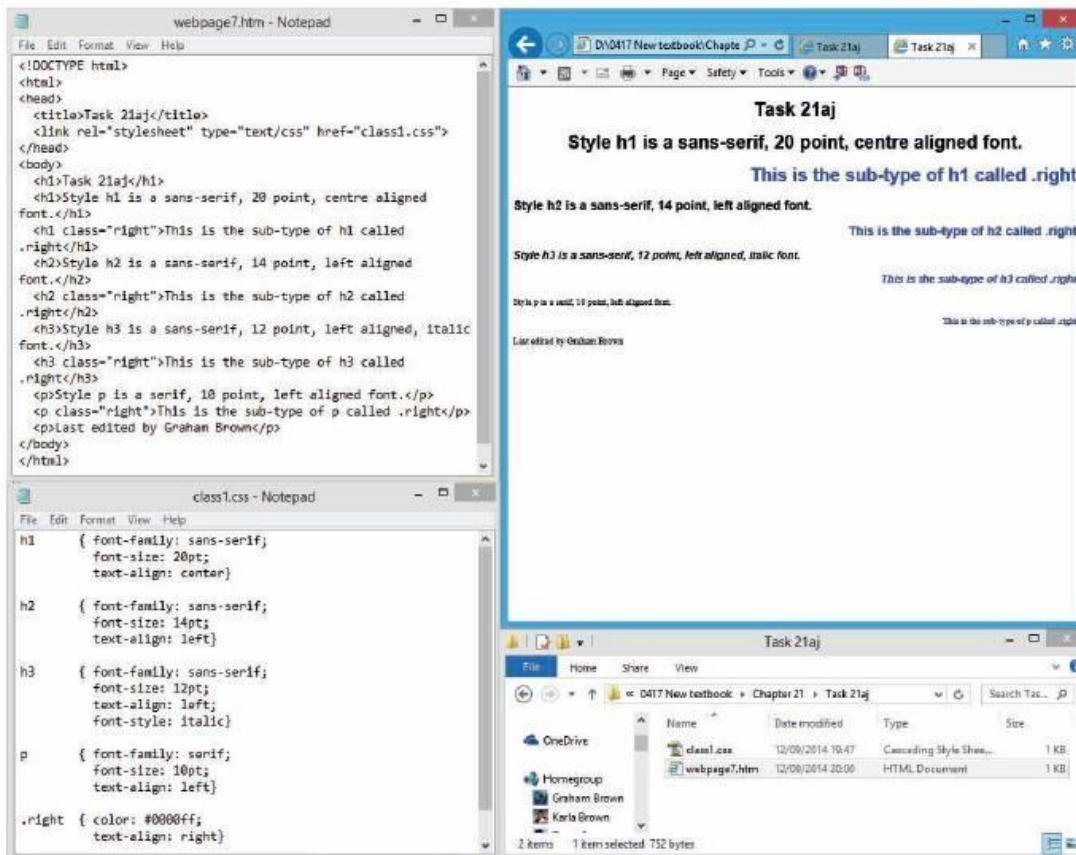 webpage7.htm - Notepad
File Edit Format View Help
<!DOCTYPE html>
<html>
<head>
<title>Task 21aj</title>
<link rel="stylesheet" type="text/css" href="class1.css">
</head>
<body>
<h1>Task 21aj</h1>
<h1>Style h1 is a sans-serif, 20 point, centre aligned
font.</h1>
<h1 class="right">This is the sub-type of h1 called
.right</h1>
<h2>Style h2 is a sans-serif, 14 point, left aligned
font.</h2>
<h2 class="right">This is the sub-type of h2 called
.right</h2>
<h3>Style h3 is a sans-serif, 12 point, left aligned, italic
font.</h3>
<h3 class="right">This is the sub-type of h3 called
.right</h3>
<p>Style p is a serif, 10 point, left aligned font.</p>
<p class="right">This is the sub-type of p called .right</p>
<p>Last edited by Graham Brown</p>
</body>
</html>
class1.css - Notepad
File Edit Format View Help
h1 { font-family: sans-serif;
font-size: 20pt;
text-align: center}
h2 { font-family: sans-serif;
font-size: 14pt;
text-align: left}
h3 { font-family: sans-serif;
font-size: 12pt;
text-align: left;
font-style: italic}
p { font-family: serif;
font-size: 10pt;
text-align: left}
.right { color: #0000ff;
text-align: right}
D:\0417 New textbook\Chapte Task 21aj Task 21aj
Page Safety Tools
Task 21aj
Style h1 is a sans-serif, 20 point, centre aligned font.
This is the sub-type of h1 called .right
Style h2 is a sans-serif, 14 point, left aligned font.
This is the sub-type of h2 called .right
Style h3 is a sans-serif, 12 point, left aligned, italic font.
This is the sub-type of h3 called .right
Style p is a serif, 10 point, left aligned font.
This is the sub-type of p called .right
Last edited by Graham Brown
Task 21aj
File Home Share View
« 0417 New textbook Chapter 21 Task 21aj Search Tas...
Name Date modified Type Size
OneDrive
class1.css 12/09/2014 19:47 Cascading Style Shee... 1 KB
webpage7.htm 12/09/2014 20:00 HTML Document 1 KB
Homegroup
Graham Brown
Karla Brown
2 items 1 item selected 752 bytes